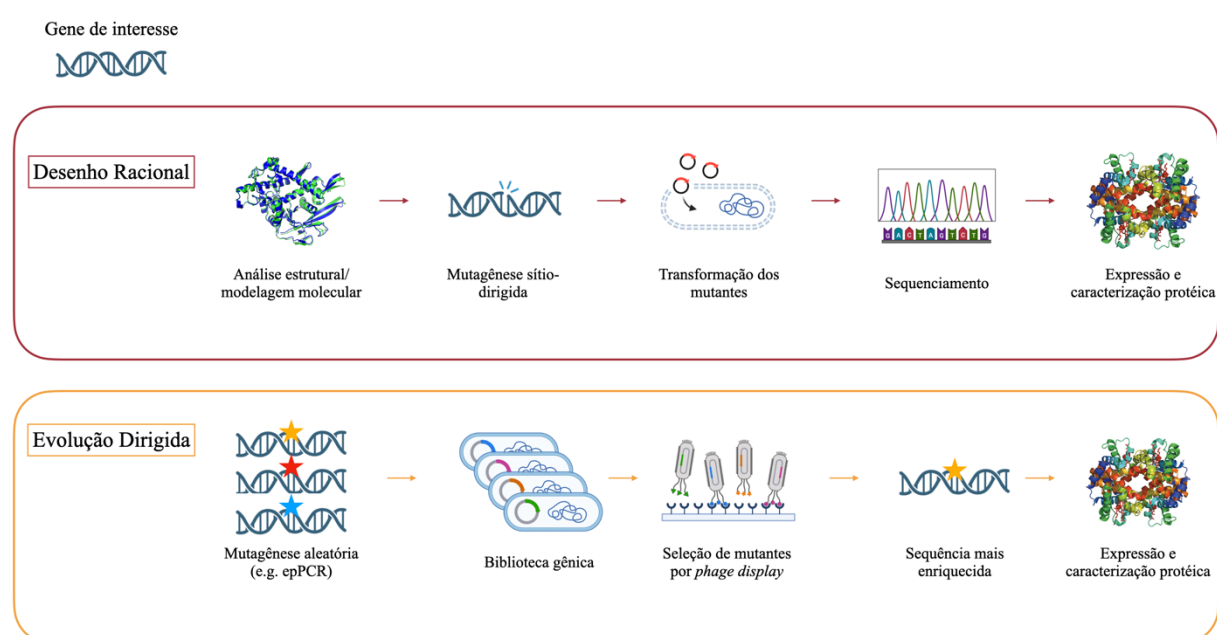 Gene de interesse
Desenho Racional
Análise estrutural/
modelagem molecular
Mutagênese sítio-
dirigida
Transformação dos
mutantes
G A C T A G T C T G
Sequenciamento
Expressão e
caracterização protéica
Evolução Dirigida
Mutagênese aleatória
(e.g. epPCR)
Biblioteca gênica
Seleção de mutantes
por phage display
Sequência mais
enriquecida
Expressão e
caracterização protéica